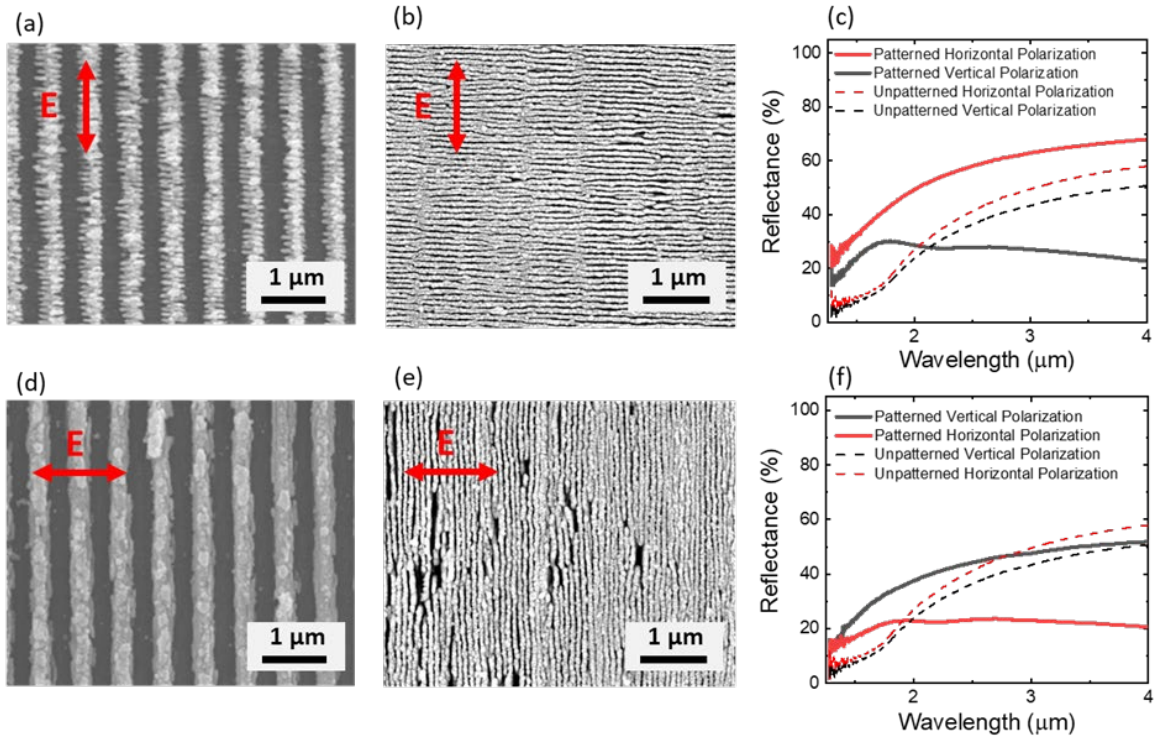 (a)
E
1 µm
(b)
E
1 µm
(c)
Reflectance (%)
100
80
60
40
20
0
Patterned Horizontal Polarization
Patterned Vertical Polarization
Unpatterned Horizontal Polarization
Unpatterned Vertical Polarization
2
3
4
Wavelength (µm)
(d)
E
1 µm
(e)
E
1 µm
(f)
Reflectance (%)
100
80
60
40
20
0
Patterned Vertical Polarization
Patterned Horizontal Polarization
Unpatterned Vertical Polarization
Unpatterned Horizontal Polarization
2
3
4
Wavelength (µm)